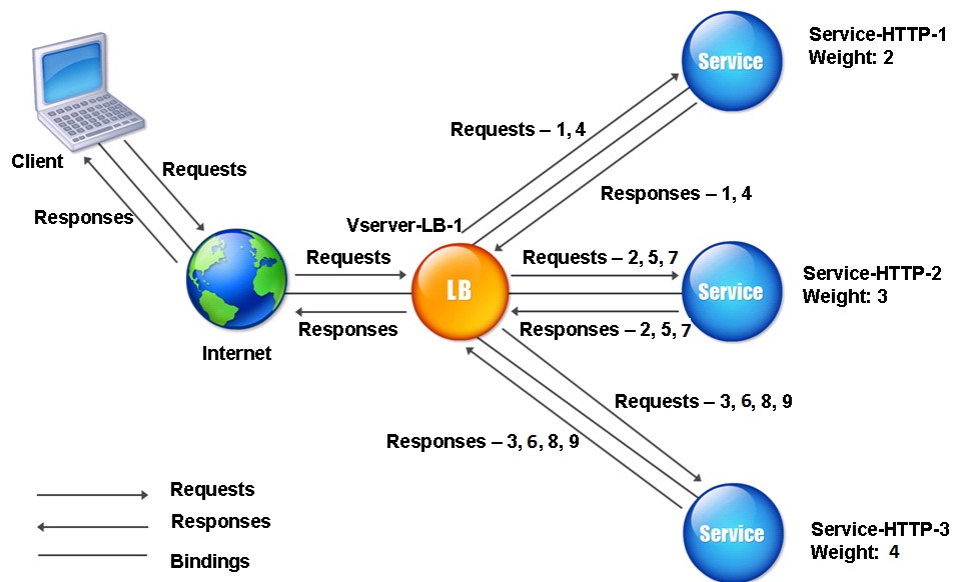 Service-HTTP-1
Weight: 2
Service
Requests – 1, 4
Client
Requests
Responses – 1, 4
Responses
Vserver-LB-1
Requests
Requests – 2, 5, 7
Service-HTTP-2
Weight: 3
LB
Service
Responses
Responses – 2, 5, 7
Internet
Requests – 3, 6, 8, 9
Responses – 3, 6, 8, 9
Requests
Responses
Bindings
Service
Service-HTTP-3
Weight: 4